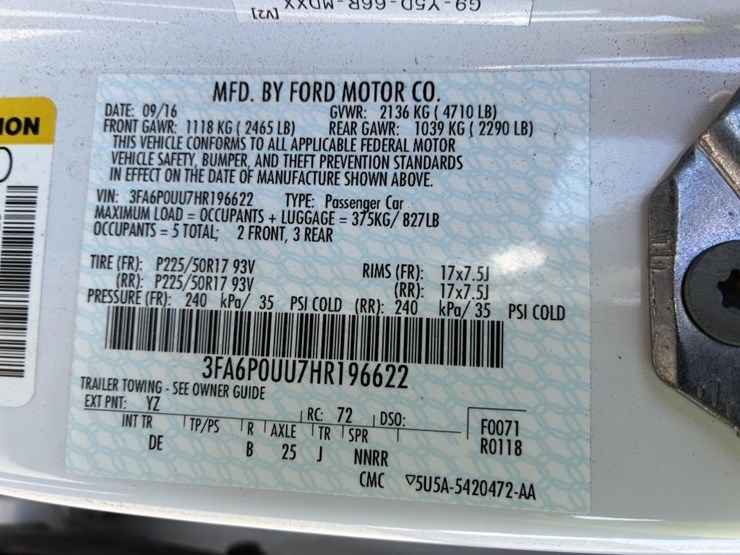 G9-Y5D-66R-MDXX [V2]
ION
MFD. BY FORD MOTOR CO.
DATE: 09/16 GVWR: 2136 KG ( 4710 LB)
FRONT GAWR: 1118 KG ( 2465 LB) REAR GAWR: 1039 KG ( 2290 LB)
THIS VEHICLE CONFORMS TO ALL APPLICABLE FEDERAL MOTOR
VEHICLE SAFETY, BUMPER, AND THEFT PREVENTION STANDARDS
IN EFFECT ON THE DATE OF MANUFACTURE SHOWN ABOVE.
VIN: 3FA6P0UU7HR196622 TYPE: Passenger Car
MAXIMUM LOAD = OCCUPANTS + LUGGAGE = 375KG/ 827LB
OCCUPANTS = 5 TOTAL; 2 FRONT, 3 REAR
TIRE (FR): P225/50R17 93V RIMS (FR): 17x7.5J
(RR): P225/50R17 93V (RR): 17x7.5J
PRESSURE (FR): 240 kPa/ 35 PSI COLD (RR): 240 kPa/ 35 PSI COLD
3FA6P0UU7HR196622
TRAILER TOWING - SEE OWNER GUIDE
EXT PNT: YZ RC: 72 DSO: F0071
INT TR TP/PS R AXLE TR SPR R0118
DE B 25 J NNRR
CMC ▽5U5A-5420472-AA